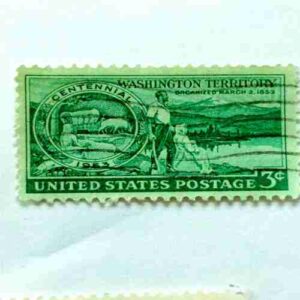 CENTENNIAL
1953
WASHINGTON TERRITORY
ORGANIZED MARCH 2, 1853
UNITED STATES POSTAGE 3¢